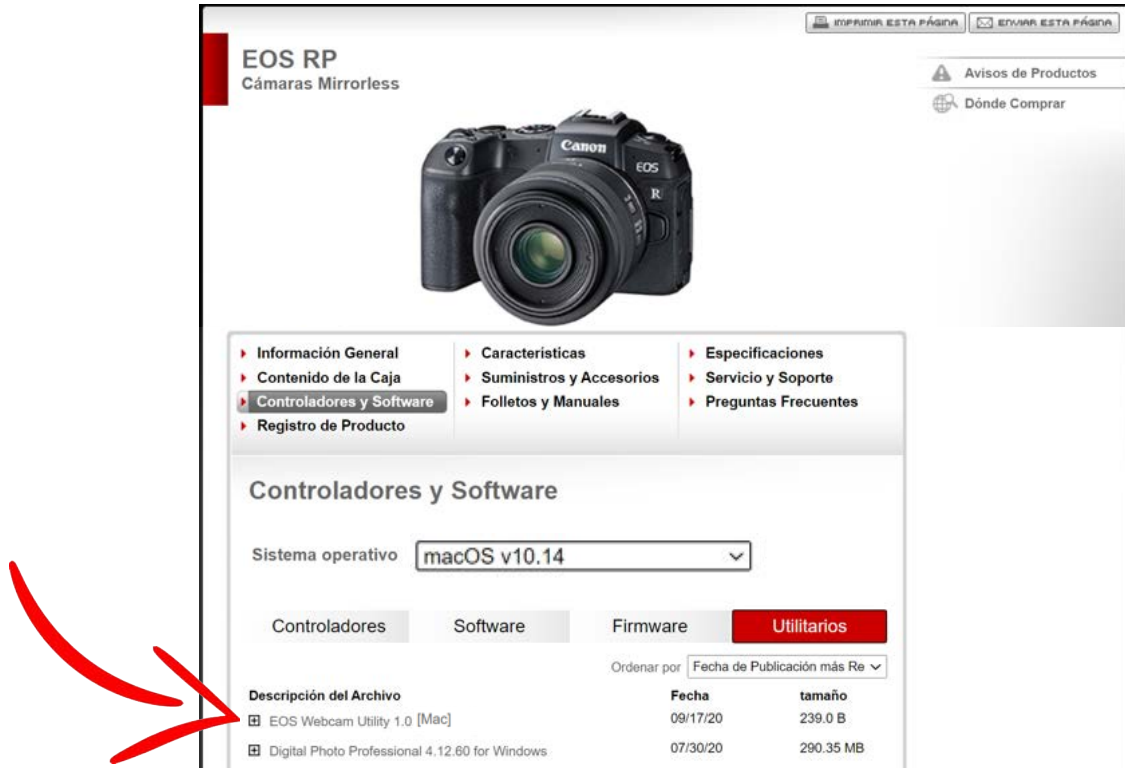 IMPRIMIR ESTA PÁGINA
ENVIAR ESTA PÁGINA
EOS RP
Cámaras Mirrorless
Avisos de Productos
Dónde Comprar
Canon
EOS
R
Información General
Características
Especificaciones
Contenido de la Caja
Suministros y Accesorios
Servicio y Soporte
Controladores y Software
Folletos y Manuales
Preguntas Frecuentes
Registro de Producto
Controladores y Software
Sistema operativo macOS v10.14
Controladores Software Firmware Utilitarios
Ordenar por Fecha de Publicación más Re
Descripción del Archivo Fecha tamaño
EOS Webcam Utility 1.0 [Mac] 09/17/20 239.0 B
Digital Photo Professional 4.12.60 for Windows 07/30/20 290.35 MB